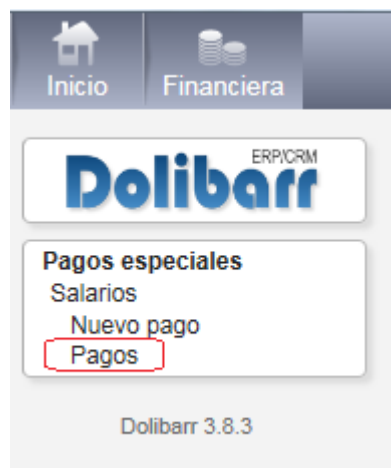 Inicio Financiera
ERP/CRM
Dolibarr
Pagos especiales
Salarios
Nuevo pago
Pagos
Dolibarr 3.8.3